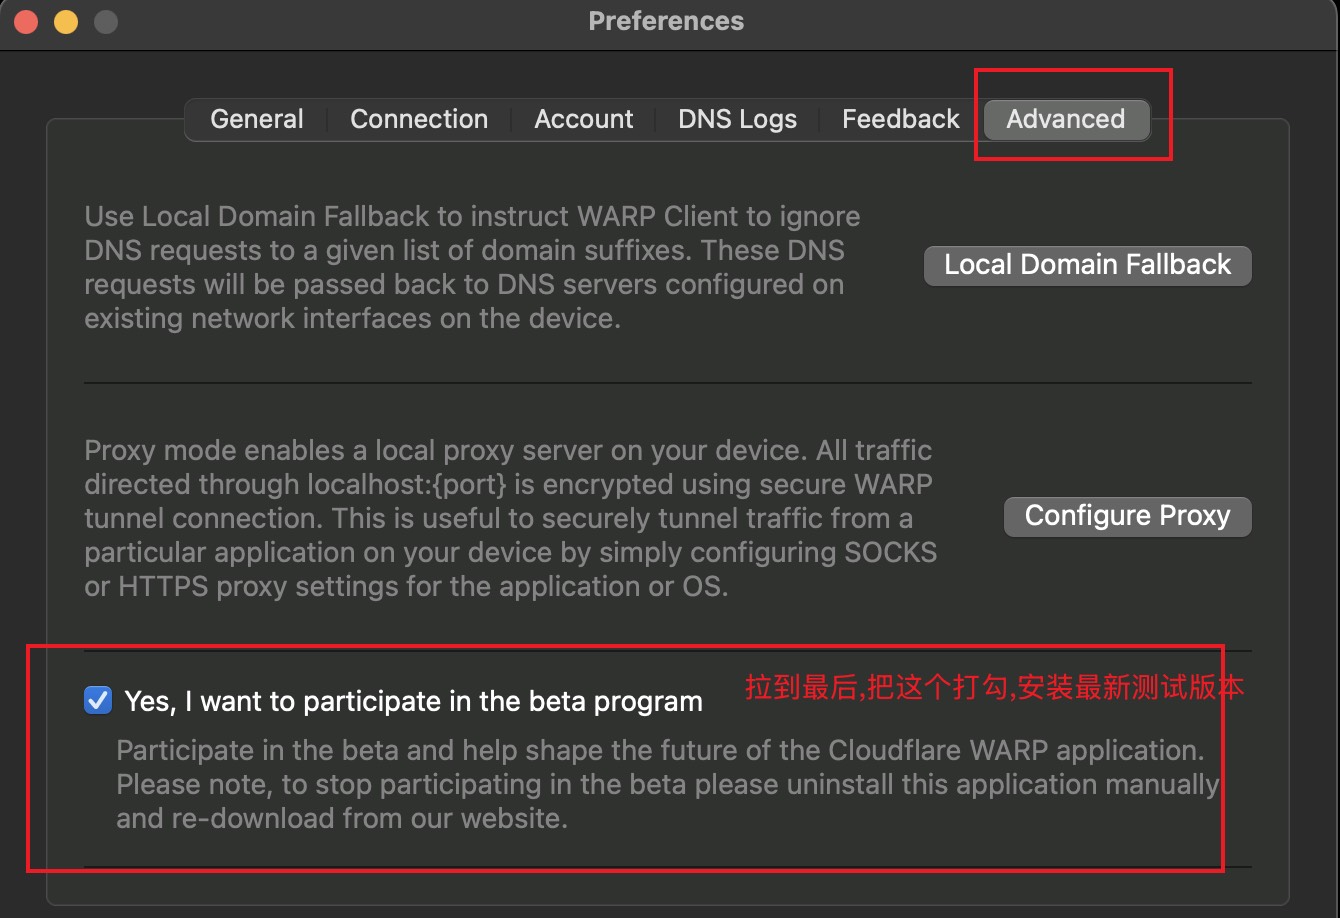 Preferences
General
Connection
Account
DNS Logs
Feedback
Advanced
Use Local Domain Fallback to instruct WARP Client to ignore
DNS requests to a given list of domain suffixes. These DNS
requests will be passed back to DNS servers configured on
existing network interfaces on the device.
Local Domain Fallback
Proxy mode enables a local proxy server on your device. All traffic
directed through localhost:{port} is encrypted using secure WARP
tunnel connection. This is useful to securely tunnel traffic from a
particular application on your device by simply configuring SOCKS
or HTTPS proxy settings for the application or OS.
Configure Proxy
Yes, I want to participate in the beta program
拉到最后,把这个打勾,安装最新测试版本
Participate in the beta and help shape the future of the Cloudflare WARP application.
Please note, to stop participating in the beta please uninstall this application manually
and re-download from our website.